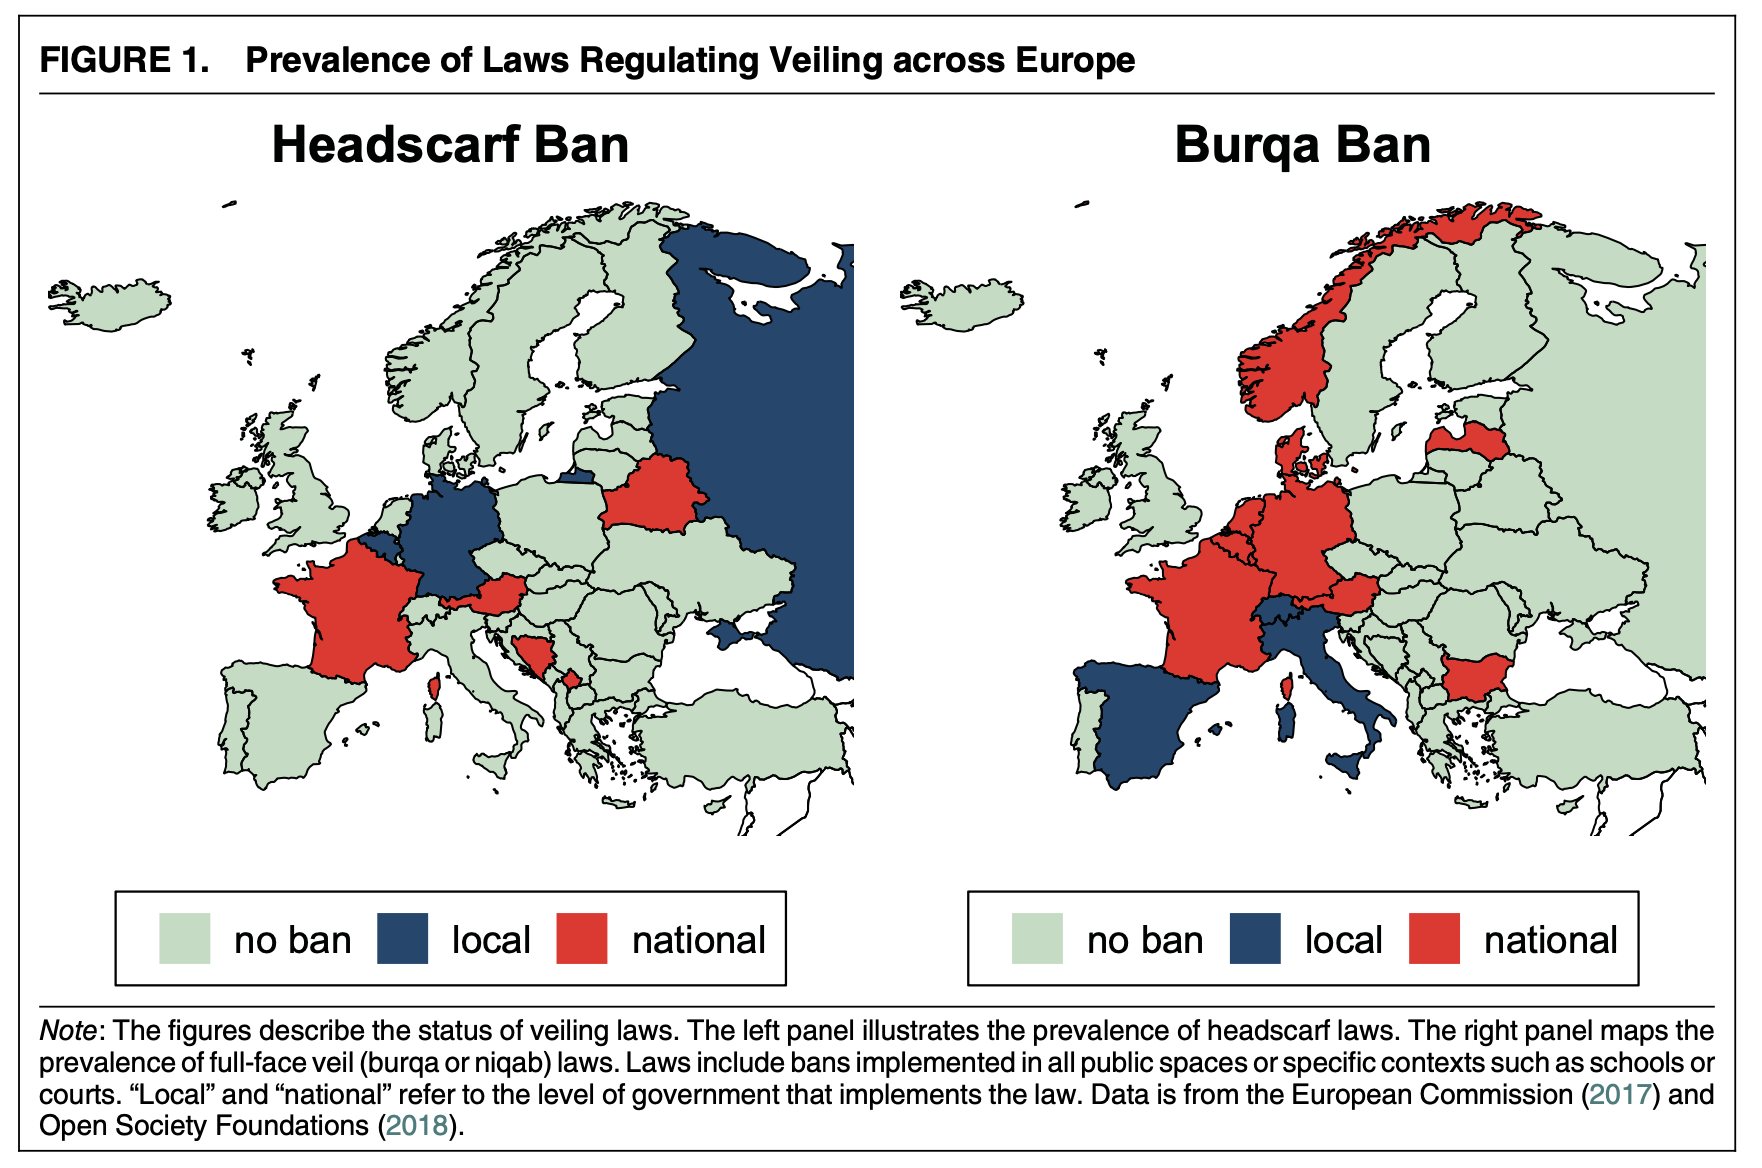 FIGURE 1. Prevalence of Laws Regulating Veiling across Europe
Headscarf Ban
Burqa Ban
no ban local national
no ban local national
Note: The figures describe the status of veiling laws. The left panel illustrates the prevalence of headscarf laws. The right panel maps the
prevalence of full-face veil (burqa or niqab) laws. Laws include bans implemented in all public spaces or specific contexts such as schools or
courts. “Local” and “national” refer to the level of government that implements the law. Data is from the European Commission (2017) and
Open Society Foundations (2018).